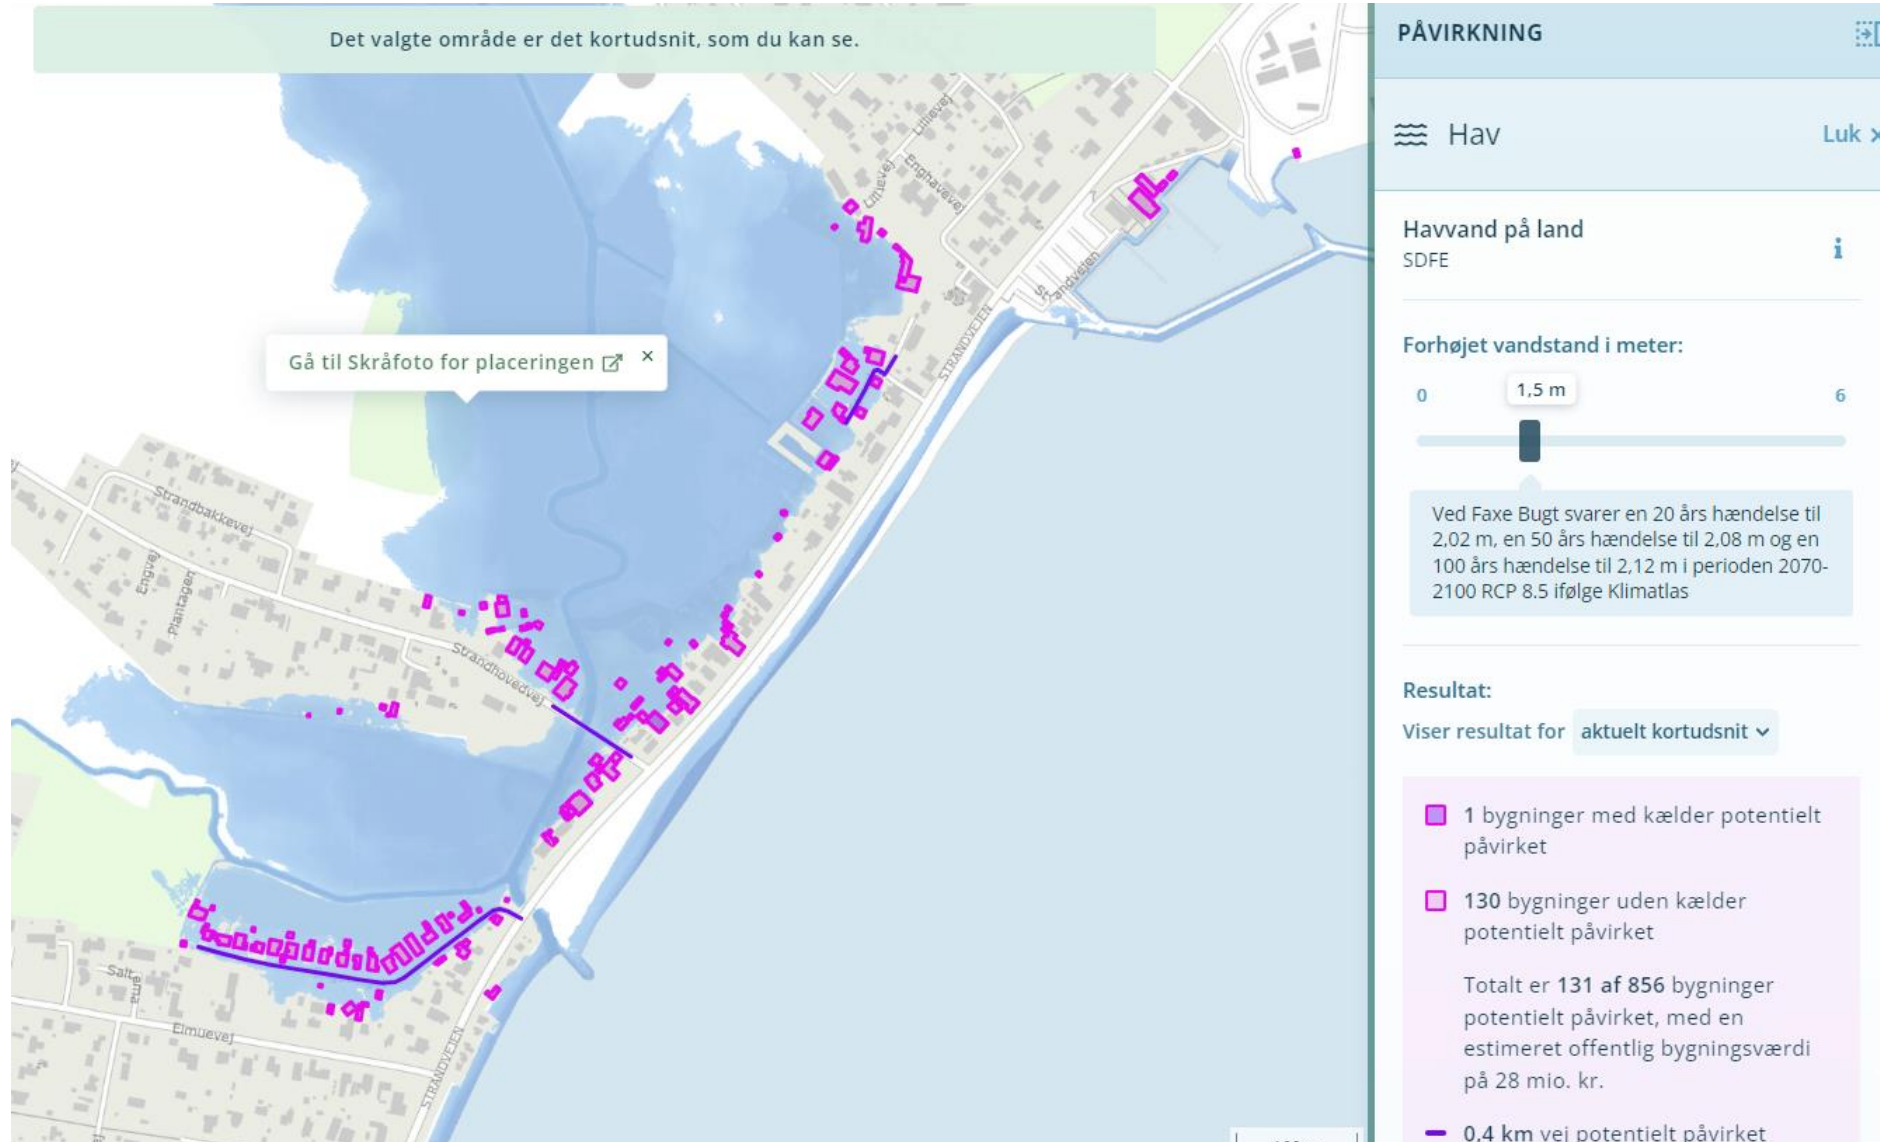 Det valgte område er det kortudsnit, som du kan se.
Lillievej
Lillievej
Enghavevej
Strandvejen
STRANDVEJEN
Gå til Skråfoto for placeringen ×
Strandbakkevej
Engvej
Plantagen
Strandhovedvej
Elmuevej
STRANDVEJEN
PÅVIRKNING
Hav
Luk ×
Havvand på land
SDFE
i
Forhøjet vandstand i meter:
0
1,5 m
6
Ved Faxe Bugt svarer en 20 års hændelse til
2,02 m, en 50 års hændelse til 2,08 m og en
100 års hændelse til 2,12 m i perioden 2070-
2100 RCP 8.5 ifølge Klimatlas
Resultat:
Viser resultat for aktuelt kortudsnit
1 bygninger med kælder potentielt
påvirket
130 bygninger uden kælder
potentielt påvirket
Totalt er 131 af 856 bygninger
potentielt påvirket, med en
estimeret offentlig bygningsværdi
på 28 mio. kr.
0,4 km vej potentielt påvirket